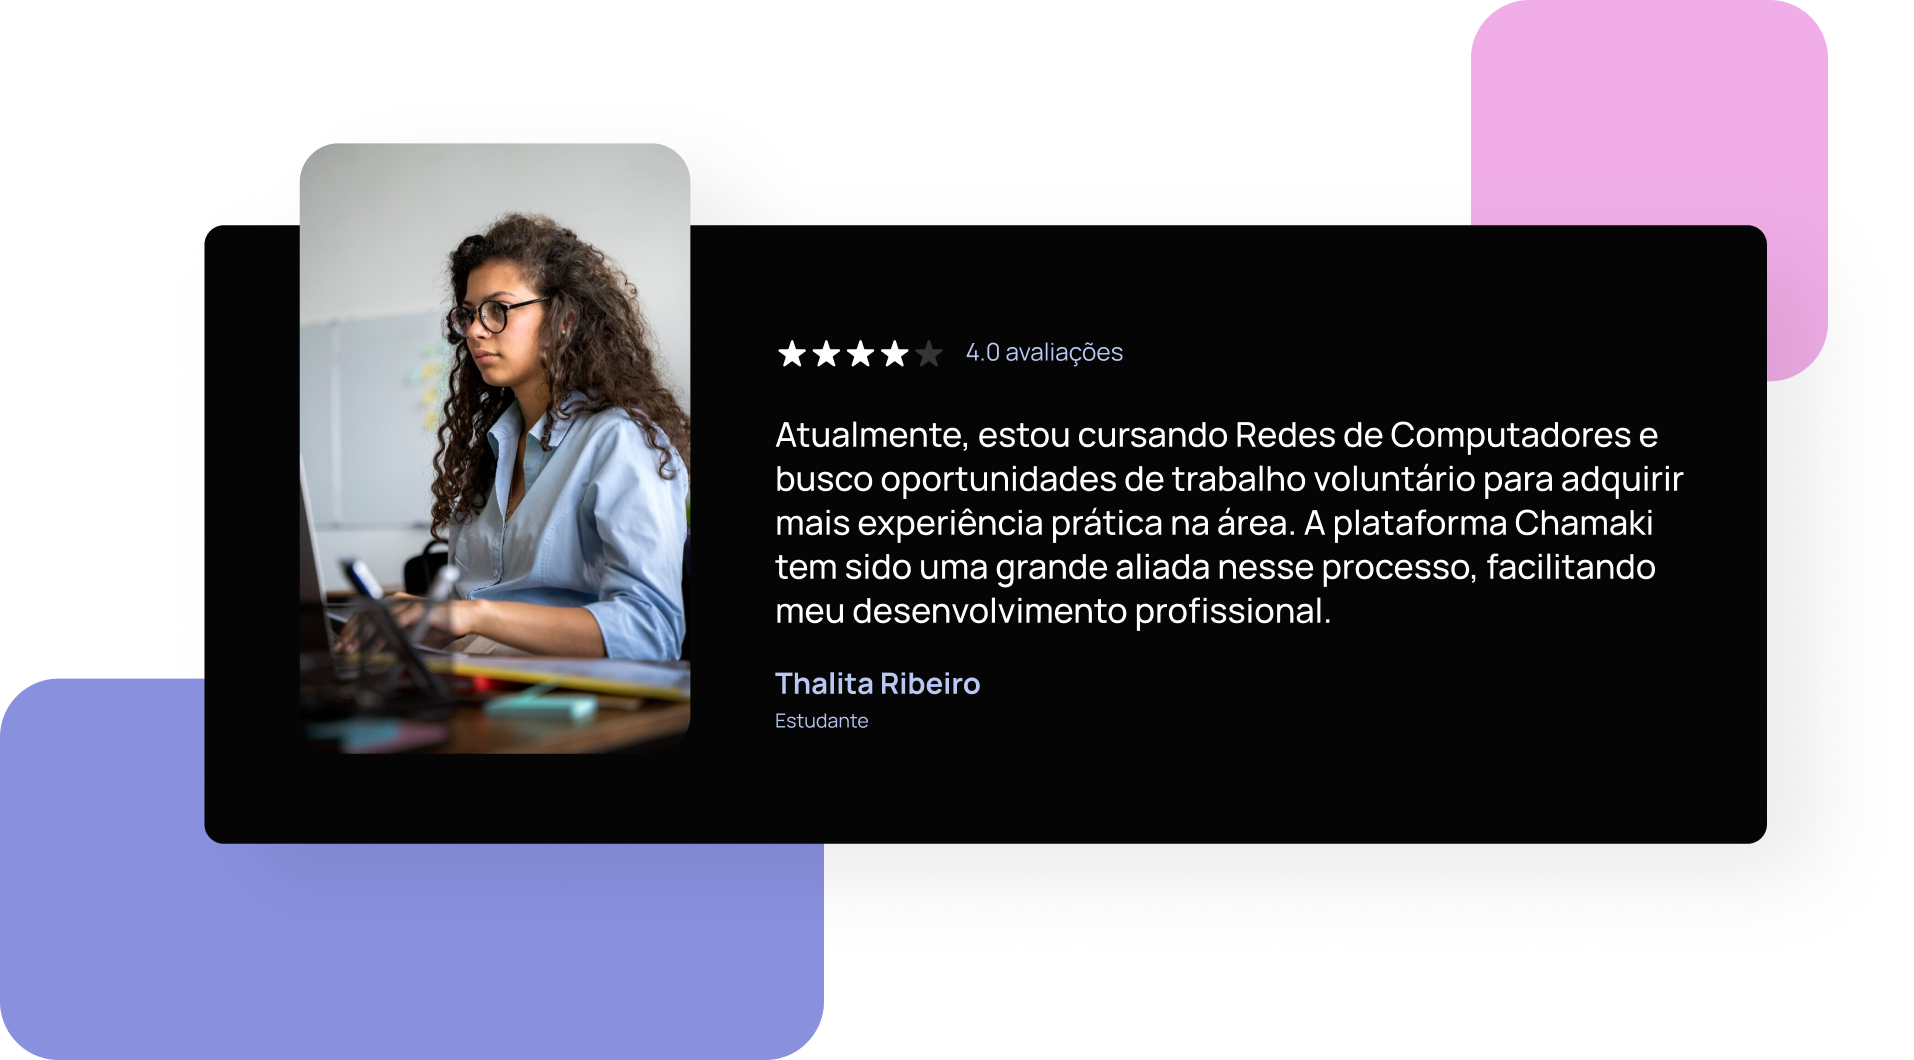 4.0 avaliações
Atualmente, estou cursando Redes de Computadores e
busco oportunidades de trabalho voluntário para adquirir
mais experiência prática na área. A plataforma Chamaki
tem sido uma grande aliada nesse processo, facilitando
meu desenvolvimento profissional.
Thalita Ribeiro
Estudante